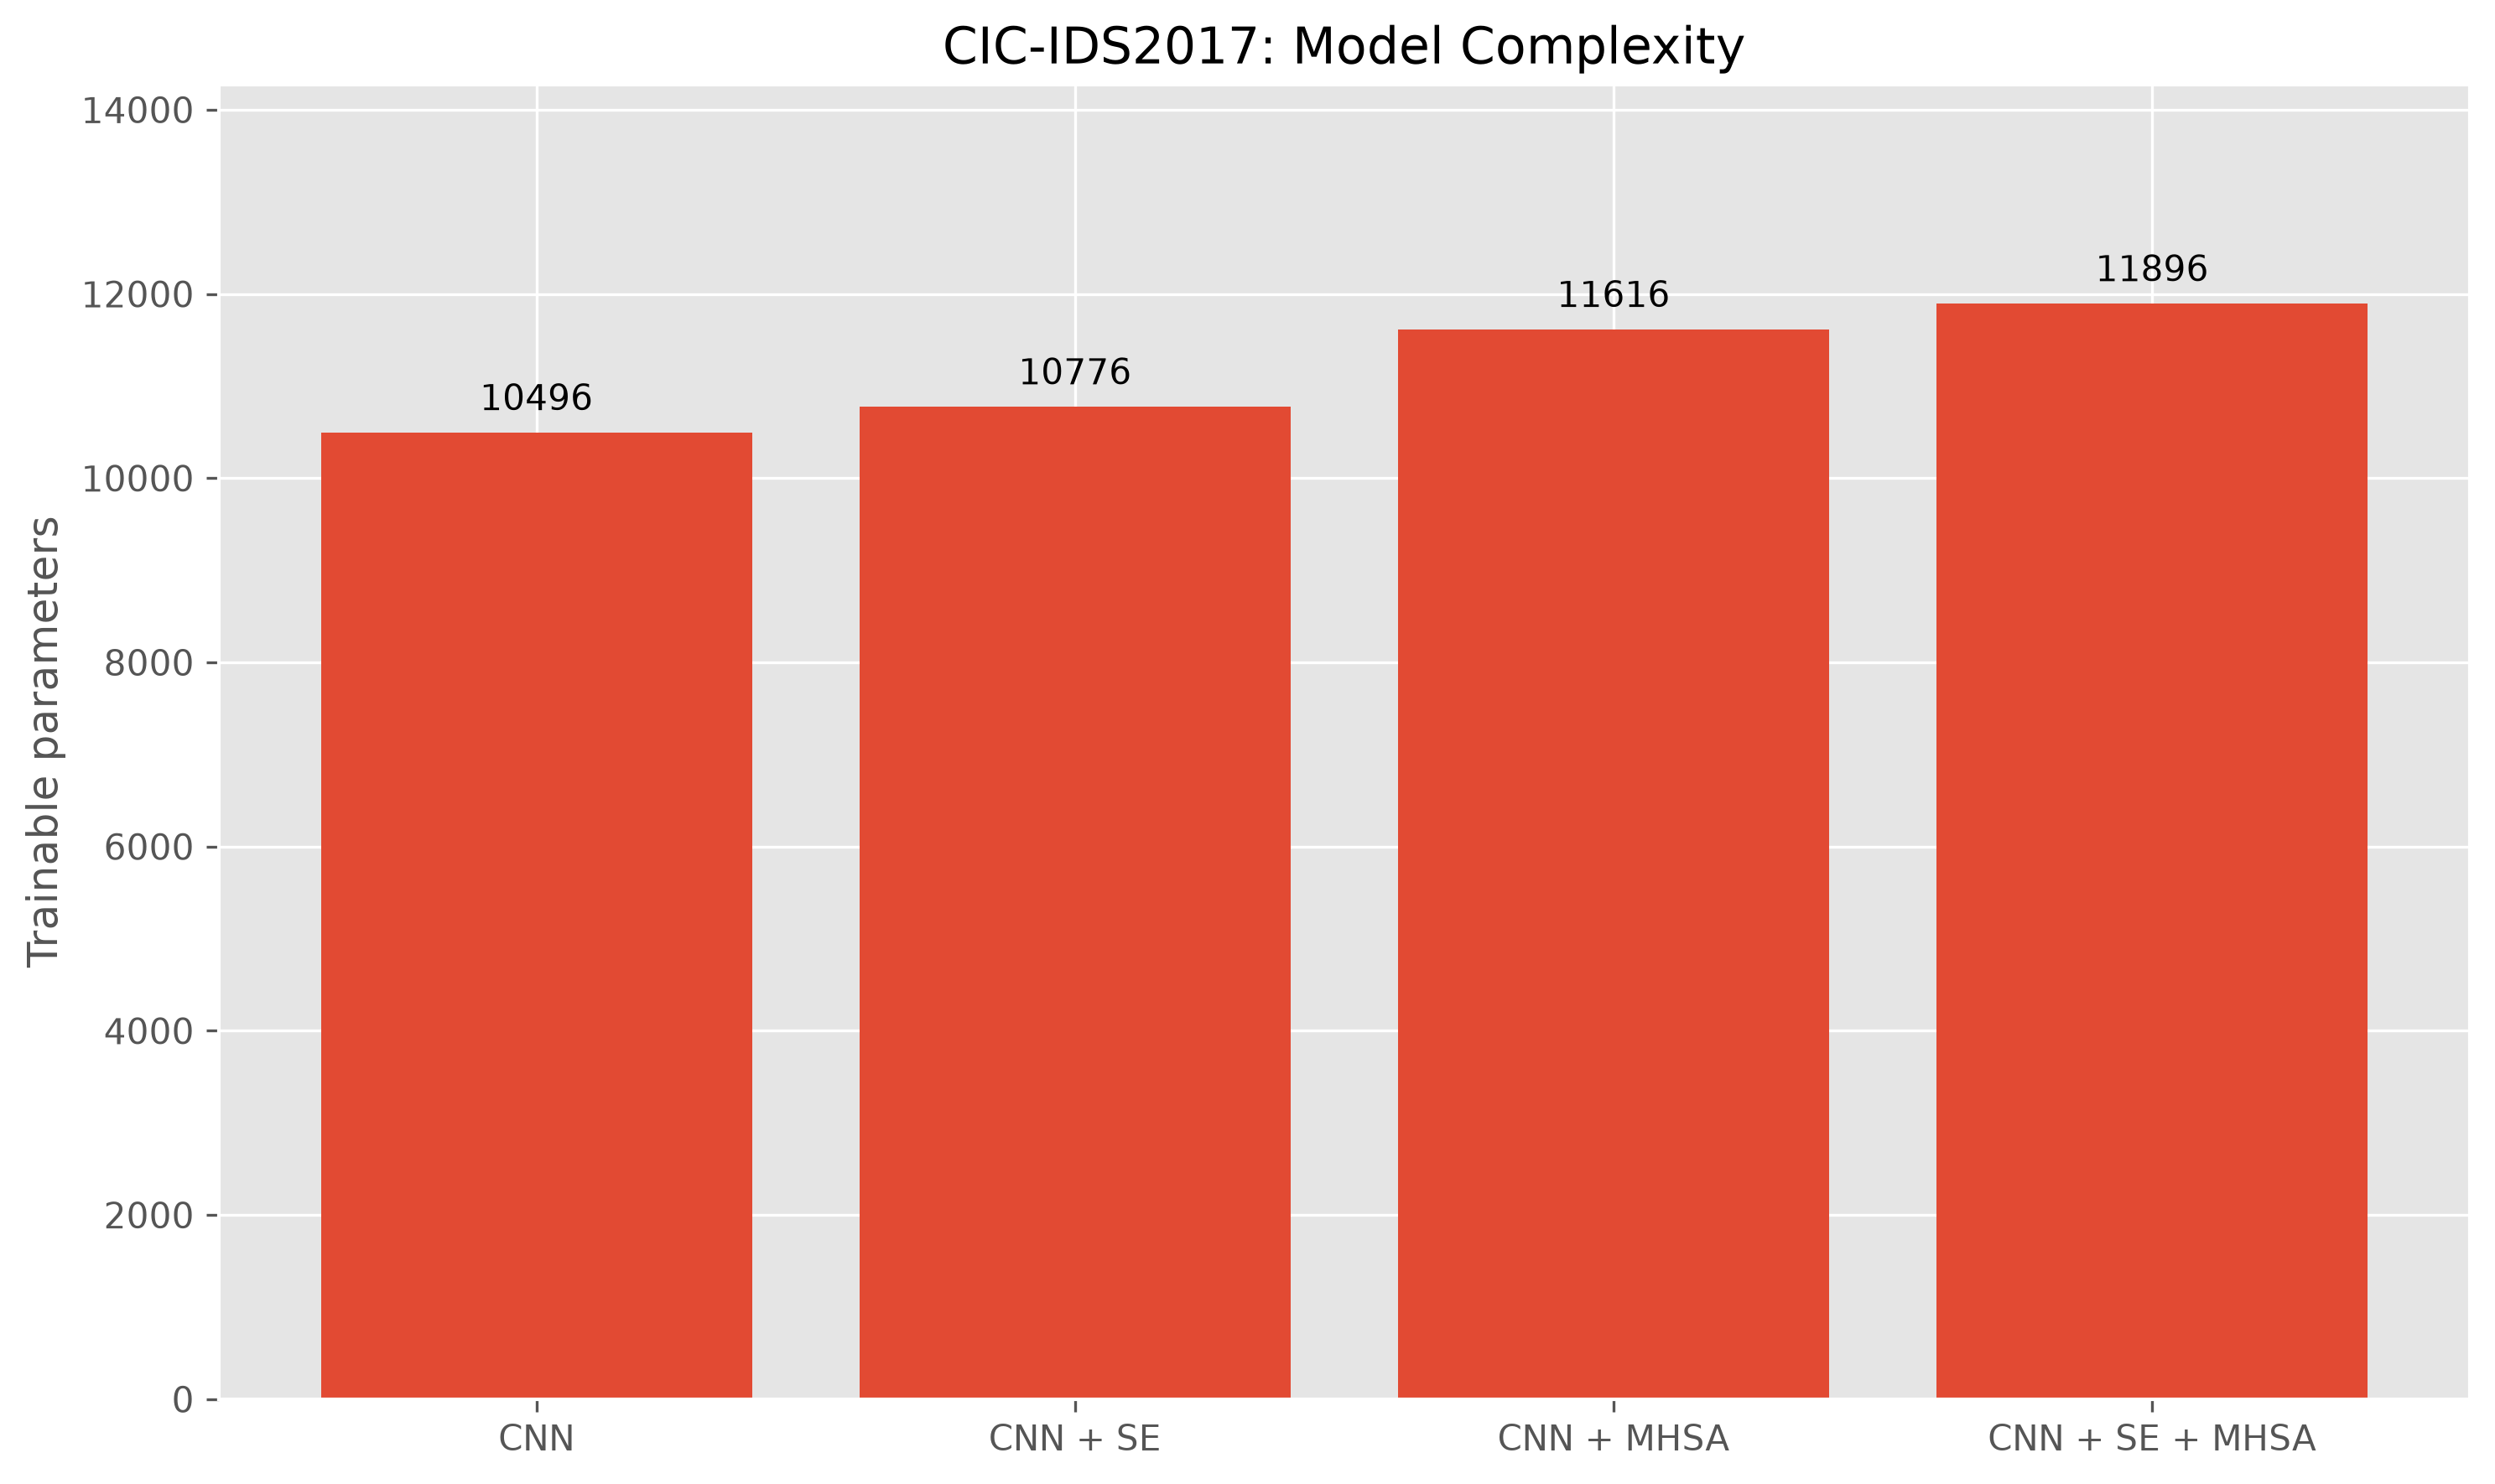 CIC-IDS2017: Model Complexity
Trainable parameters
14000
12000
10000
8000
6000
4000
2000
0
10496
10776
11616
11896
CNN
CNN + SE
CNN + MHSA
CNN + SE + MHSA